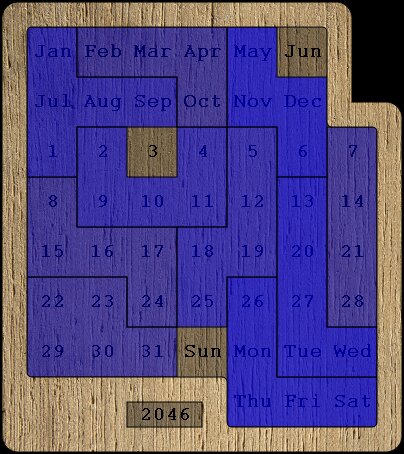 Jan Feb Mar Apr May Jun
Jul Aug Sep Oct Nov Dec
1 2 3 4 5 6 7
8 9 10 11 12 13 14
15 16 17 18 19 20 21
22 23 24 25 26 27 28
29 30 31 Sun Mon Tue Wed
Thu Fri Sat
2046